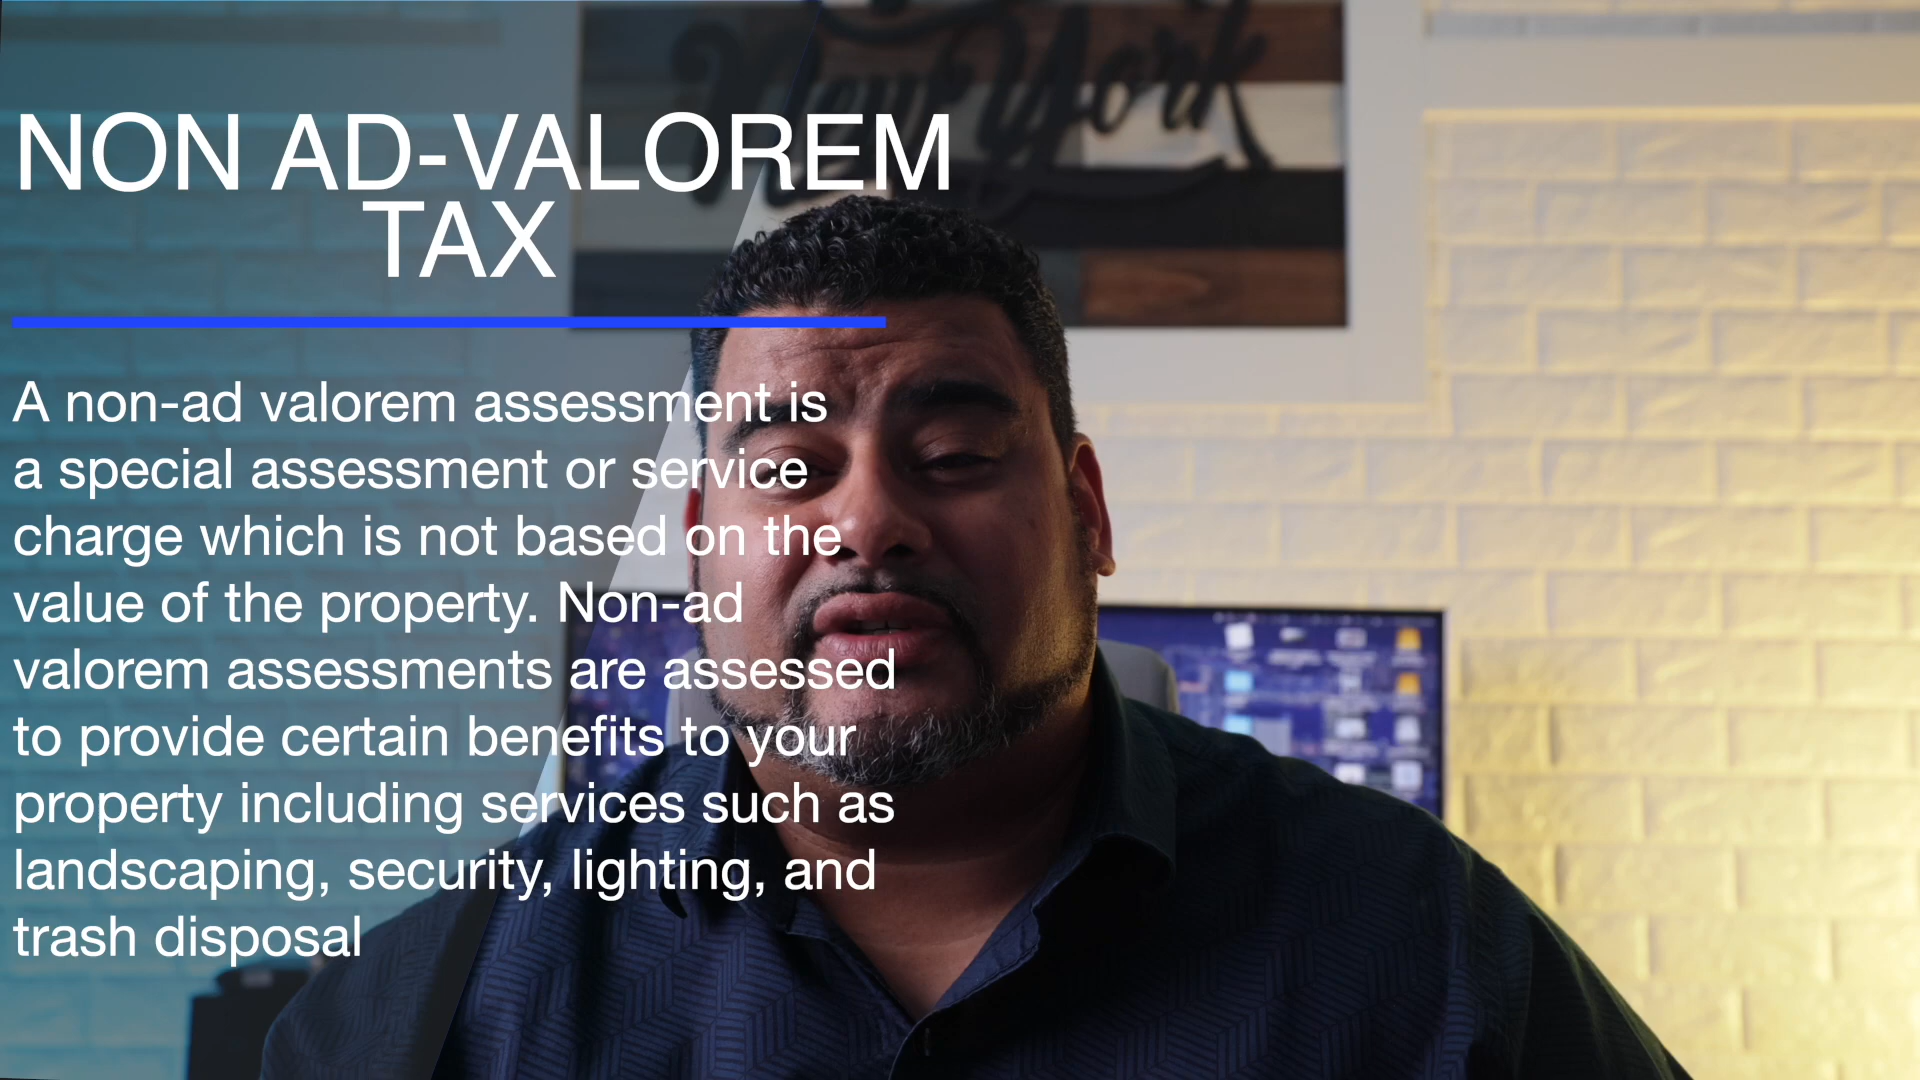 New York
NON AD-VALOREM
TAX
A non-ad valorem assessment is
a special assessment or service
charge which is not based on the
value of the property. Non-ad
valorem assessments are assessed
to provide certain benefits to your
property including services such as
landscaping, security, lighting, and
trash disposal